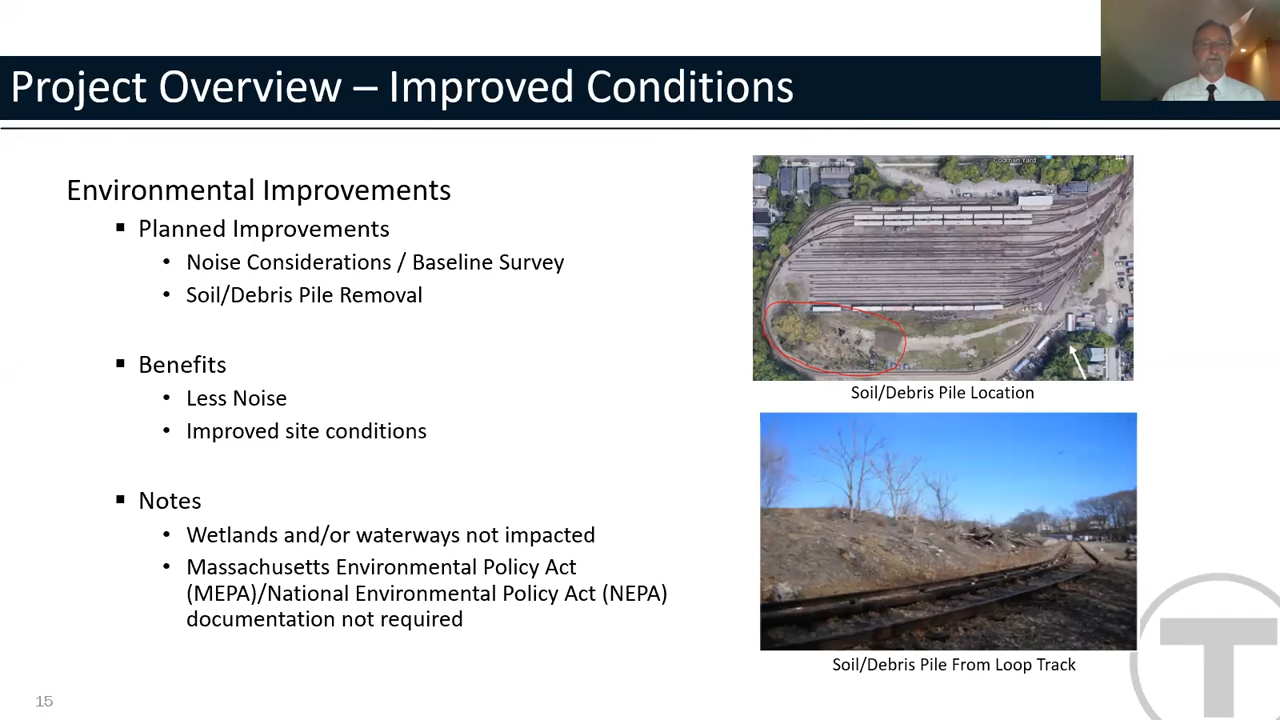 Project Overview – Improved Conditions
Environmental Improvements
▪ Planned Improvements
• Noise Considerations / Baseline Survey
• Soil/Debris Pile Removal
▪ Benefits
• Less Noise
• Improved site conditions
▪ Notes
• Wetlands and/or waterways not impacted
• Massachusetts Environmental Policy Act
(MEPA)/National Environmental Policy Act (NEPA)
documentation not required
Codman Yard
Soil/Debris Pile Location
Soil/Debris Pile From Loop Track
T
15